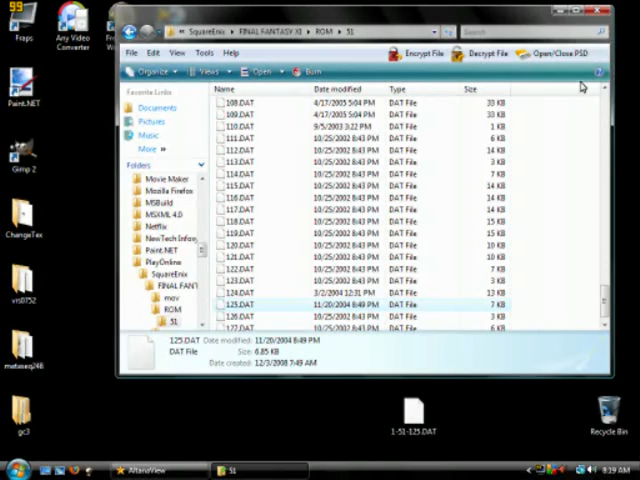 99
Fraps
Any Video
Converter
Paint.NET
Gimp 2
ChangeTex
vrs0752
gc3
« SquareEnix ▸ FINAL FANTASY XI ▸ ROM ▸ 51
Search
File Edit View Tools Help
Encrypt File Decrypt File Open/Close PSD
Organize Views Open Burn
Favorite Links
Documents
Pictures
Music
More »
Folders
Movie Maker
Mozilla Firefox
MSBuild
MSXML 4.0
Netflix
NewTech Infosy
Paint.NET
PlayOnline
SquareEnix
FINAL FANT
mov
ROM
51
Name Date modified Type Size
108.DAT 4/17/2005 5:04 PM DAT File 33 KB
109.DAT 4/17/2005 5:04 PM DAT File 33 KB
110.DAT 9/5/2003 3:22 PM DAT File 1 KB
111.DAT 10/25/2002 8:43 PM DAT File 6 KB
112.DAT 10/25/2002 8:43 PM DAT File 14 KB
113.DAT 10/25/2002 8:43 PM DAT File 3 KB
114.DAT 10/25/2002 8:43 PM DAT File 7 KB
115.DAT 10/25/2002 8:43 PM DAT File 14 KB
116.DAT 10/25/2002 8:43 PM DAT File 14 KB
117.DAT 10/25/2002 8:43 PM DAT File 14 KB
118.DAT 10/25/2002 8:43 PM DAT File 15 KB
119.DAT 10/25/2002 8:43 PM DAT File 15 KB
120.DAT 10/25/2002 8:43 PM DAT File 10 KB
121.DAT 10/25/2002 8:43 PM DAT File 10 KB
122.DAT 10/25/2002 8:43 PM DAT File 7 KB
123.DAT 10/25/2002 8:43 PM DAT File 3 KB
124.DAT 3/2/2004 12:31 PM DAT File 13 KB
125.DAT 11/20/2004 8:49 PM DAT File 7 KB
126.DAT 10/25/2002 8:43 PM DAT File 3 KB
127.DAT 10/25/2002 8:43 PM DAT File 7 KB
125.DAT Date modified: 11/20/2004 8:49 PM
DAT File Size: 6.85 KB
Date created: 12/3/2008 7:49 AM
1-51-125.DAT
Recycle Bin
AltanaView
51
8:19 AM